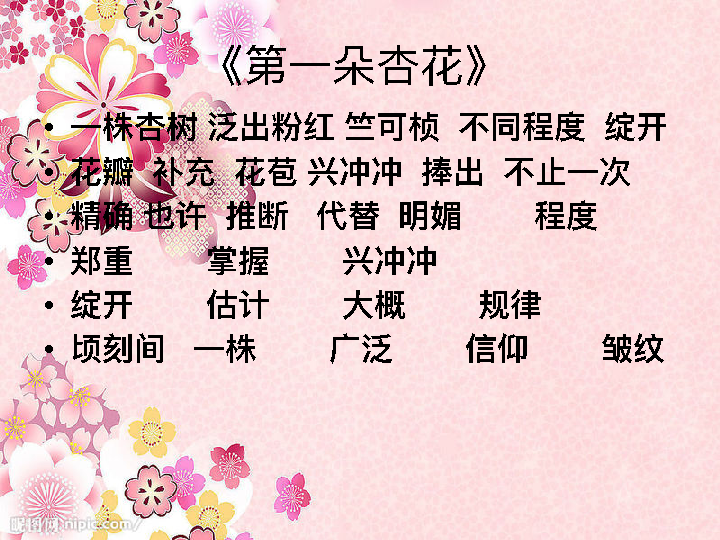 《第一朵杏花》
• 一株杏树 泛出粉红 竺可桢 不同程度 绽开
• 花瓣 补充 花苞 兴冲冲 捧出 不止一次
• 精确 也许 推断 代替 明媚 程度
• 郑重 掌握 兴冲冲
• 绽开 估计 大概 规律
• 顷刻间 一株 广泛 信仰 皱纹
昵图网 nipic.com/